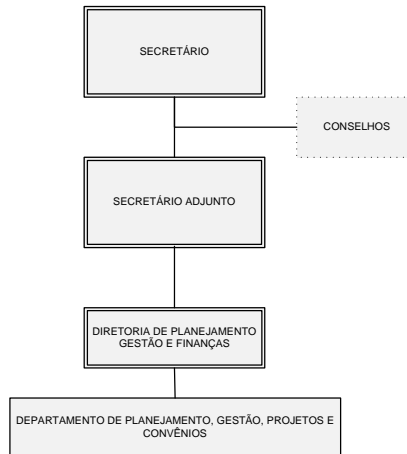 SECRETÁRIO
CONSELHOS
SECRETÁRIO ADJUNTO
DIRETORIA DE PLANEJAMENTO
GESTÃO E FINANÇAS
DEPARTAMENTO DE PLANEJAMENTO, GESTÃO, PROJETOS E
CONVÊNIOS